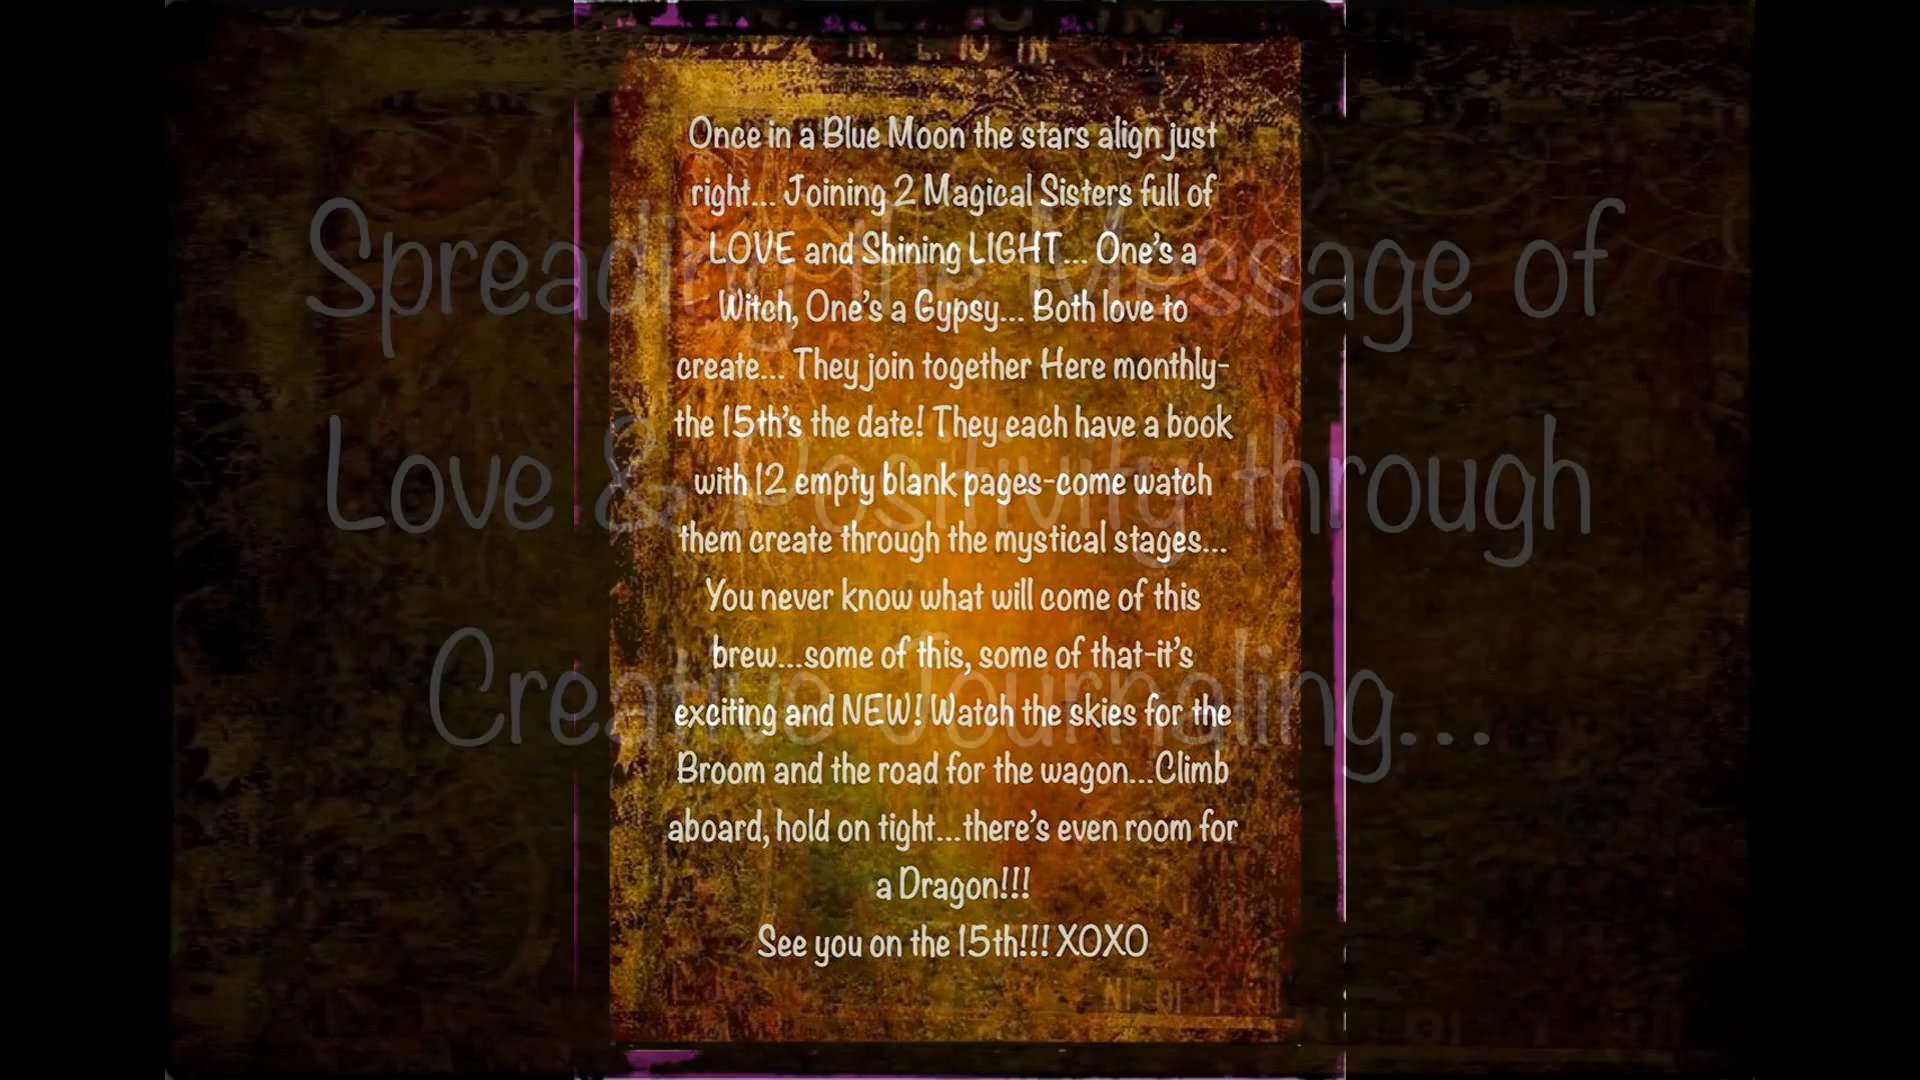 Once in a Blue Moon the stars align just
right... Joining 2 Magical Sisters full of
LOVE and Shining LIGHT... One's a
Witch, One's a Gypsy... Both love to
create... They join together Here monthly-
the 15th's the date! They each have a book
with 12 empty blank pages-come watch
them create through the mystical stages...
You never know what will come of this
brew...some of this, some of that-it's
exciting and NEW! Watch the skies for the
Broom and the road for the wagon...Climb
aboard, hold on tight...there's even room for
a Dragon!!!
See you on the 15th!!! XOXO
Spreading the Message of
Love & Positivity through
Creative Journaling...